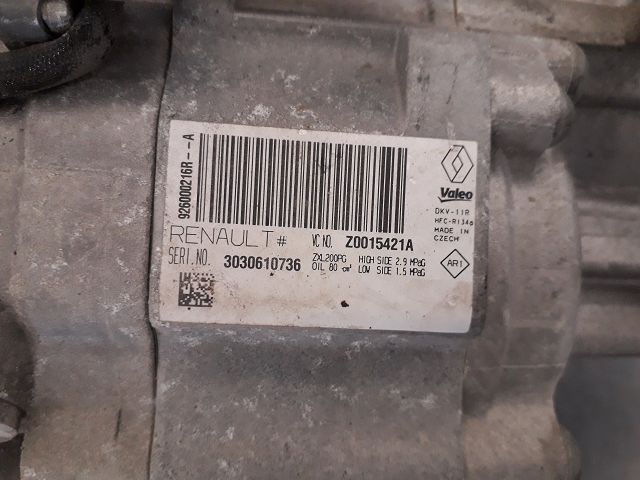 926000216R--A
Valeo
DKV-11R
HFC-R134a
MADE IN
CZECH
RENAULT# VC NO. Z0015421A
SERI.NO. 3030610736
ZXL200PG HIGH SIDE 2.9 MPaG
OIL 80 cm³ LOW SIDE 1.5 MPaG
AR1